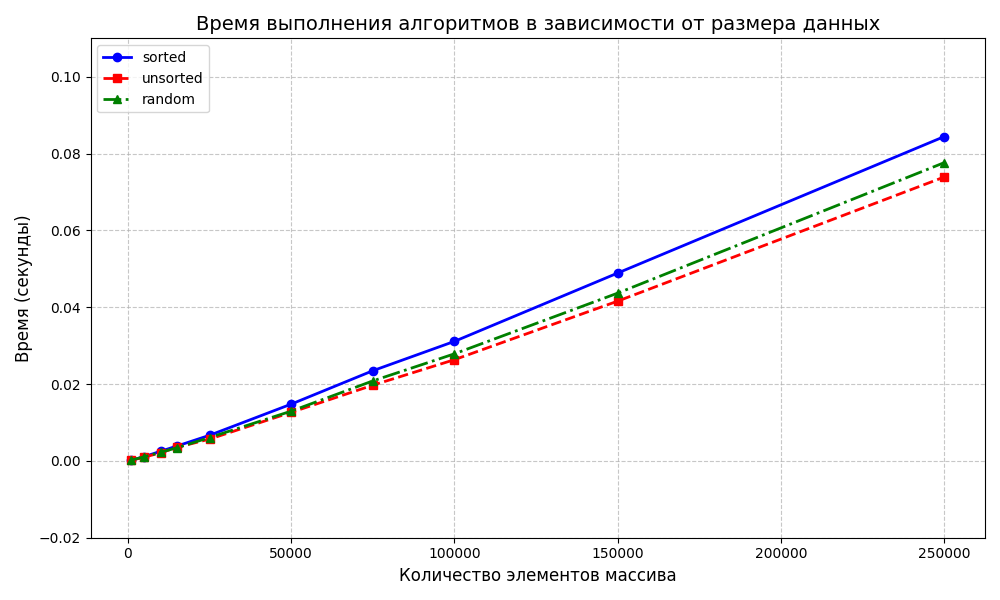 Время выполнения алгоритмов в зависимости от размера данных
sorted
unsorted
random
Время (секунды)
0.10
0.08
0.06
0.04
0.02
0.00
−0.02
0
50000
100000
150000
200000
250000
Количество элементов массива